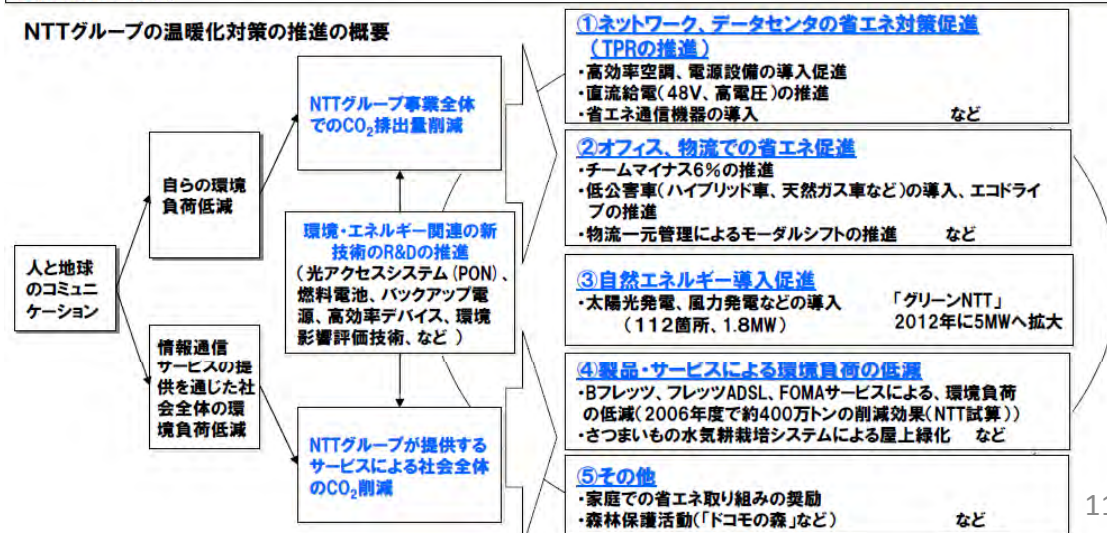 NTTグループの温暖化対策の推進の概要
人と地球
のコミュニ
ケーション
自らの環境
負荷低減
情報通信
サービスの提
供を通じた社
会全体の環
境負荷低減
NTTグループ事業全体
でのCO₂排出量削減
環境・エネルギー関連の新
技術のR&Dの推進
(光アクセスシステム(PON)、
燃料電池、バックアップ電
源、高効率デバイス、環境
影響評価技術、など )
NTTグループが提供する
サービスによる社会全体
のCO₂削減
①ネットワーク、データセンタの省エネ対策促進
(TPRの推進)
・高効率空調、電源設備の導入促進
・直流給電(48V、高電圧)の推進
・省エネ通信機器の導入 など
②オフィス、物流での省エネ促進
・チームマイナス6%の推進
・低公害車(ハイブリッド車、天然ガス車など)の導入、エコドライ
ブの推進
・物流一元管理によるモーダルシフトの推進 など
③自然エネルギー導入促進
・太陽光発電、風力発電などの導入 「グリーンNTT」
(112箇所、1.8MW) 2012年に5MWへ拡大
④製品・サービスによる環境負荷の低減
・Bフレッツ、フレッツADSL、FOMAサービスによる、環境負荷
の低減(2006年度で約400万トンの削減効果(NTT試算))
・さつまいもの水気耕栽培システムによる屋上緑化 など
⑤その他
・家庭での省エネ取り組みの奨励
・森林保護活動(「ドコモの森」など) など
11